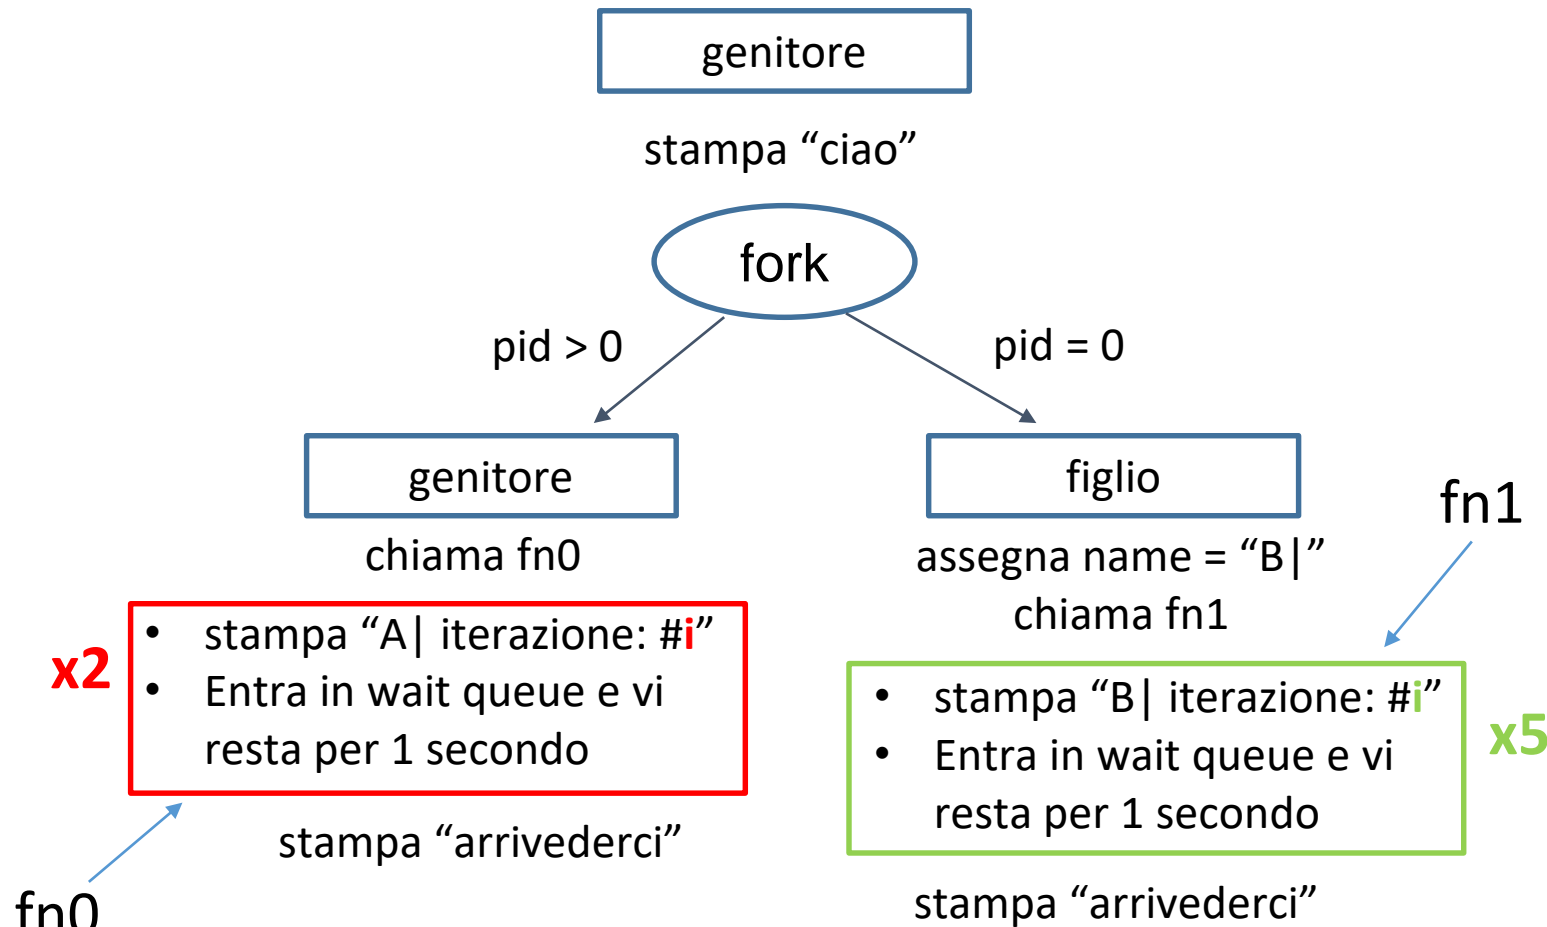 genitore
stampa “ciao”
fork
pid > 0
pid = 0
genitore
figlio
fn1
chiama fn0
assegna name = “B|”
chiama fn1
x2
• stampa “A| iterazione: #i”
• Entra in wait queue e vi
resta per 1 secondo
• stampa “B| iterazione: #i”
• Entra in wait queue e vi
resta per 1 secondo
x5
stampa “arrivederci”
stampa “arrivederci”
fn0